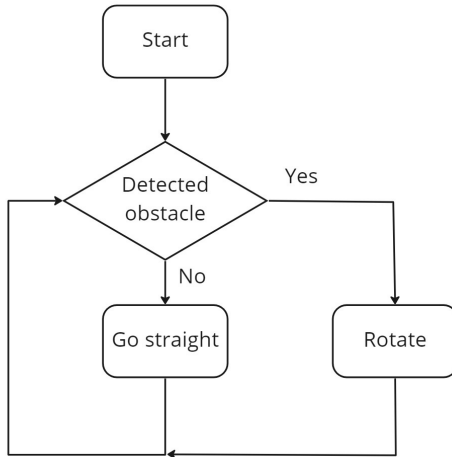 Start
Detected
obstacle
Yes
No
Go straight
Rotate